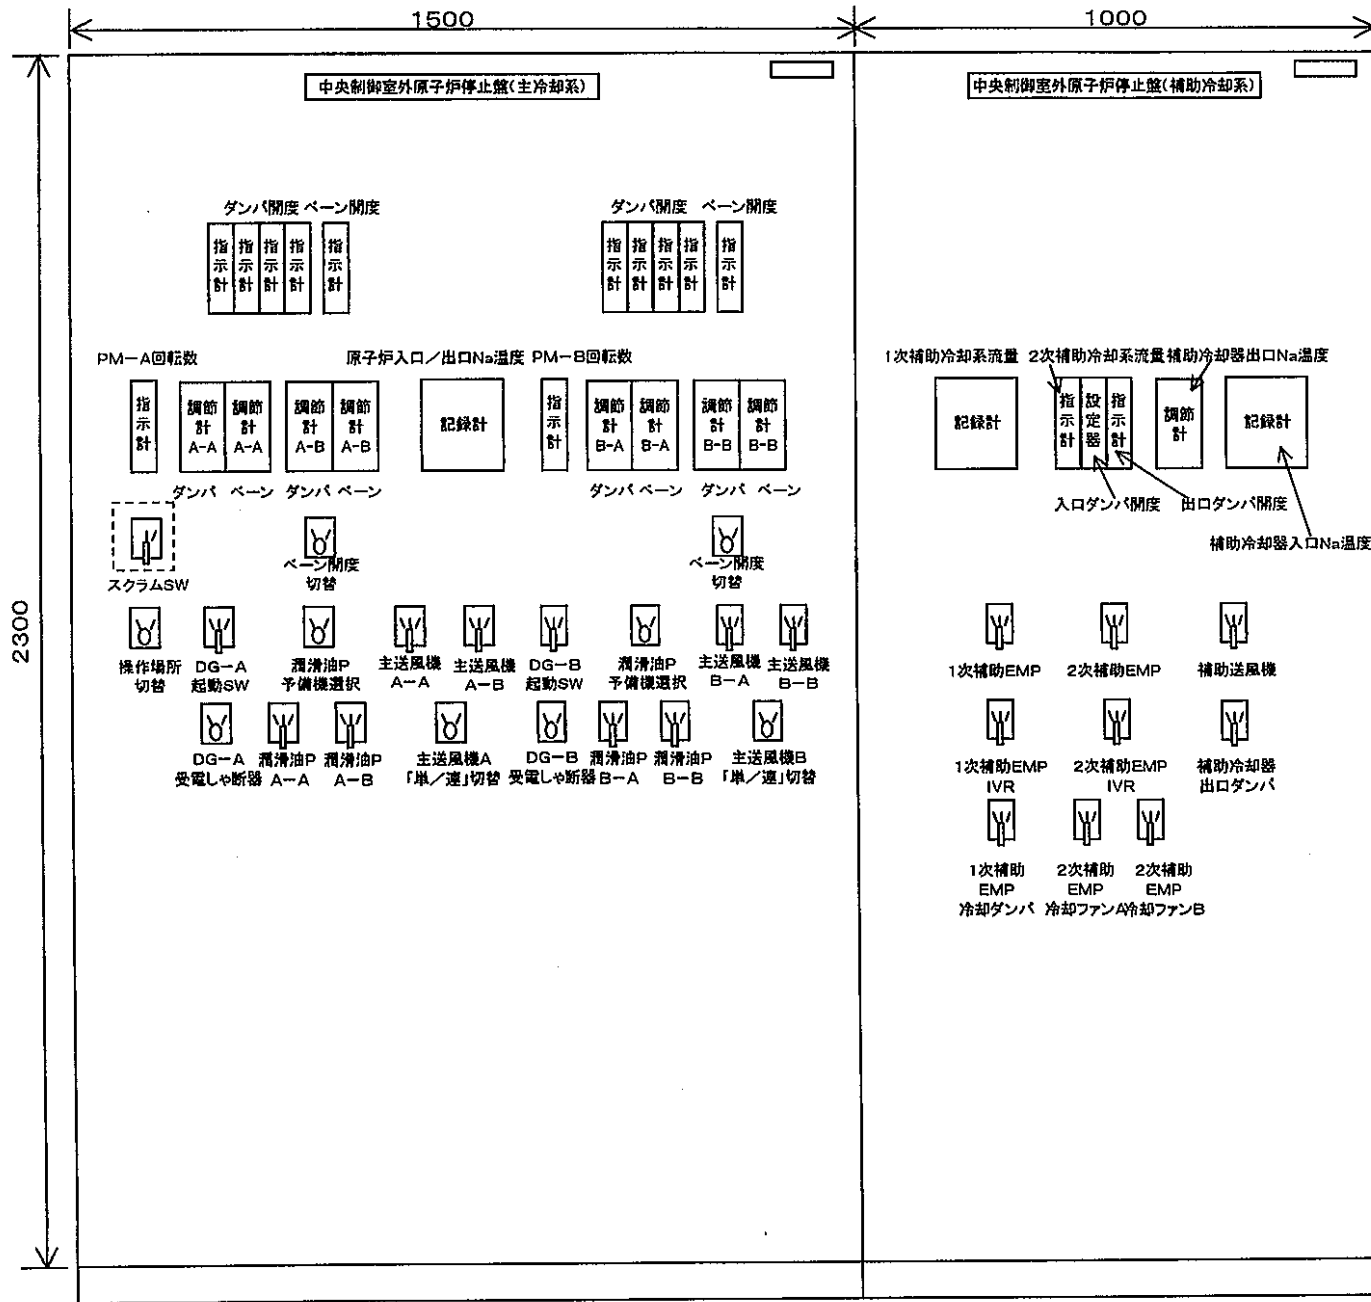 1500
1000
2300
中央制御室外原子炉停止盤(主冷却系)
中央制御室外原子炉停止盤(補助冷却系)
ダンパ開度 ベーン開度
ダンパ開度 ベーン開度
指示計 指示計 指示計 指示計 指示計
指示計 指示計 指示計 指示計 指示計
PM-A回転数
原子炉入口/出口Na温度
PM-B回転数
指示計
調節計 A-A
調節計 A-A
調節計 A-B
調節計 A-B
記録計
指示計
調節計 B-A
調節計 B-A
調節計 B-B
調節計 B-B
ダンパ ベーン ダンパ ベーン
ダンパ ベーン ダンパ ベーン
スクラムSW
ベーン開度
切替
ベーン開度
切替
操作場所
切替
DG-A
起動SW
潤滑油P
予備機選択
主送風機
A-A
主送風機
A-B
DG-B
起動SW
潤滑油P
予備機選択
主送風機
B-A
主送風機
B-B
DG-A
受電しゃ断器
潤滑油P
A-A
潤滑油P
A-B
主送風機A
「単/連」切替
DG-B
受電しゃ断器
潤滑油P
B-A
潤滑油P
B-B
主送風機B
「単/連」切替
1次補助冷却系流量
2次補助冷却系流量
補助冷却器出口Na温度
記録計
指示計
設定器
指示計
調節計
記録計
入口ダンパ開度
出口ダンパ開度
補助冷却器入口Na温度
1次補助EMP
2次補助EMP
補助送風機
1次補助EMP
IVR
2次補助EMP
IVR
補助冷却器
出口ダンパ
1次補助
EMP
冷却ダンパ
2次補助
EMP
冷却ファンA
2次補助
EMP
冷却ファンB